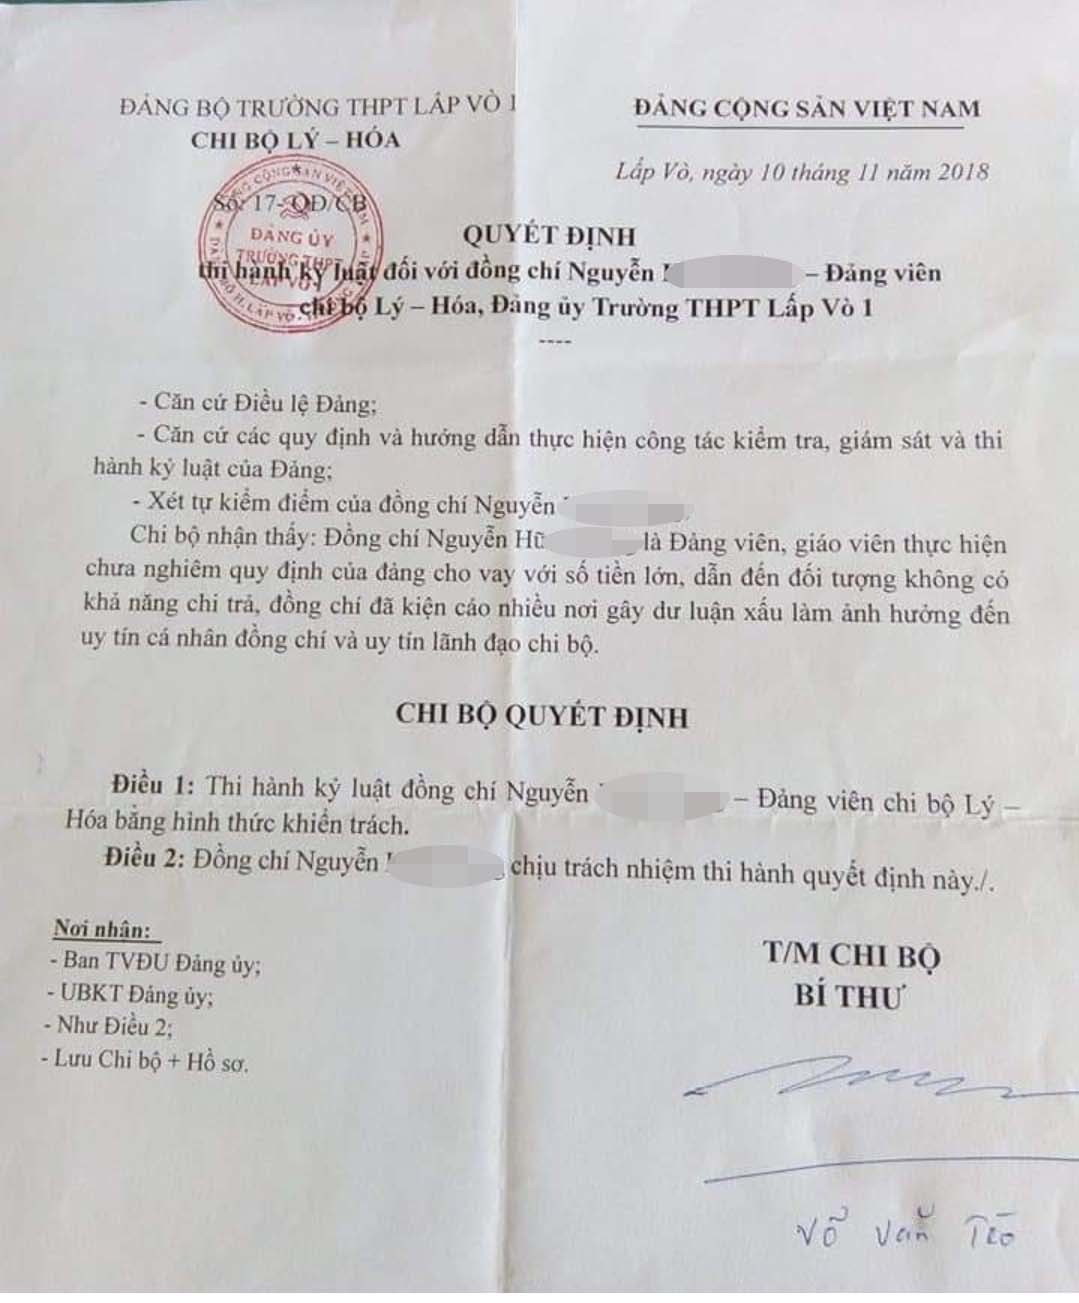 ĐẢNG BỘ TRƯỜNG THPT LẤP VÒ 1
CHI BỘ LÝ – HÓA
ĐẢNG CỘNG SẢN VIỆT NAM
Lấp Vò, ngày 10 tháng 11 năm 2018
Số: 17- QĐ/CB
ĐẢNG ỦY
TRƯỜNG THPT
LẤP VÒ 1
QUYẾT ĐỊNH
thi hành kỷ luật đối với đồng chí Nguyễn – Đảng viên
chi bộ Lý – Hóa, Đảng ủy Trường THPT Lấp Vò 1
----
- Căn cứ Điều lệ Đảng;
- Căn cứ các quy định và hướng dẫn thực hiện công tác kiểm tra, giám sát và thi
hành kỷ luật của Đảng;
- Xét tự kiểm điểm của đồng chí Nguyễn
Chi bộ nhận thấy: Đồng chí Nguyễn Hữ là Đảng viên, giáo viên thực hiện
chưa nghiêm quy định của đảng cho vay với số tiền lớn, dẫn đến đối tượng không có
khả năng chi trả, đồng chí đã kiện cáo nhiều nơi gây dư luận xấu làm ảnh hưởng đến
uy tín cá nhân đồng chí và uy tín lãnh đạo chi bộ.
CHI BỘ QUYẾT ĐỊNH
Điều 1: Thi hành kỷ luật đồng chí Nguyễn – Đảng viên chi bộ Lý –
Hóa bằng hình thức khiển trách.
Điều 2: Đồng chí Nguyễn chịu trách nhiệm thi hành quyết định này./.
Nơi nhận:
- Ban TVĐU Đảng ủy;
- UBKT Đảng ủy;
- Như Điều 2;
- Lưu Chi bộ + Hồ sơ.
T/M CHI BỘ
BÍ THƯ
Võ Văn